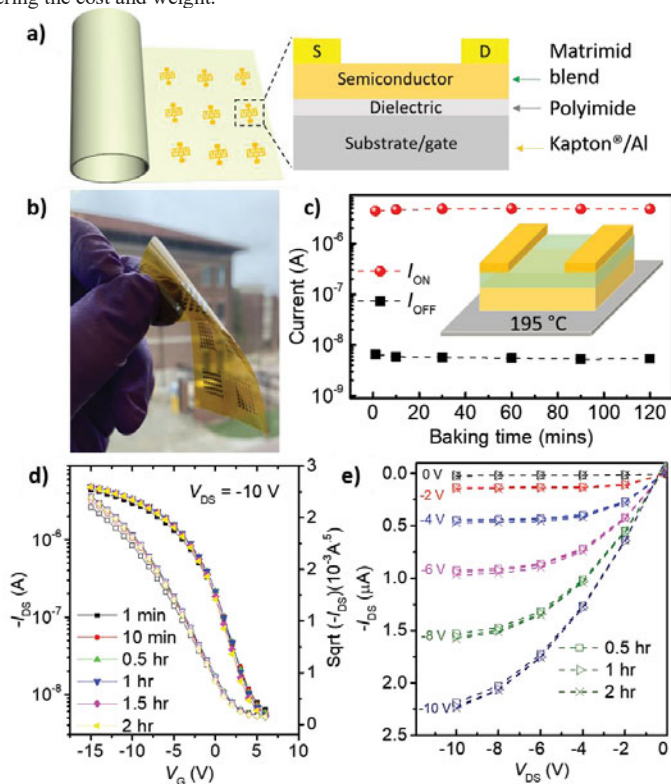 ering the cost and weight.
a)
S
D
Semiconductor
Dielectric
Substrate/gate
Matrimid
blend
Polyimide
Kapton®/Al
b)
c)
Current (A)
10⁻⁶
10⁻⁷
10⁻⁸
10⁻⁹
I_ON
I_OFF
195 °C
0 20 40 60 80 100 120
Baking time (mins)
d)
V_DS = -10 V
-I_DS (A)
10⁻⁶
10⁻⁷
10⁻⁸
1 min
10 min
0.5 hr
1 hr
1.5 hr
2 hr
3
2
2
1
1
0
Sqrt (-I_DS)(10⁻³A^.5)
-15 -10 -5 0 5 10
V_G (V)
e)
-I_DS (μA)
0.0
0.5
1.0
1.5
2.0
2.5
0 V
-2 V
-4 V
-6 V
-8 V
-10 V
0.5 hr
1 hr
2 hr
-10 -8 -6 -4 -2 0
V_DS (V)